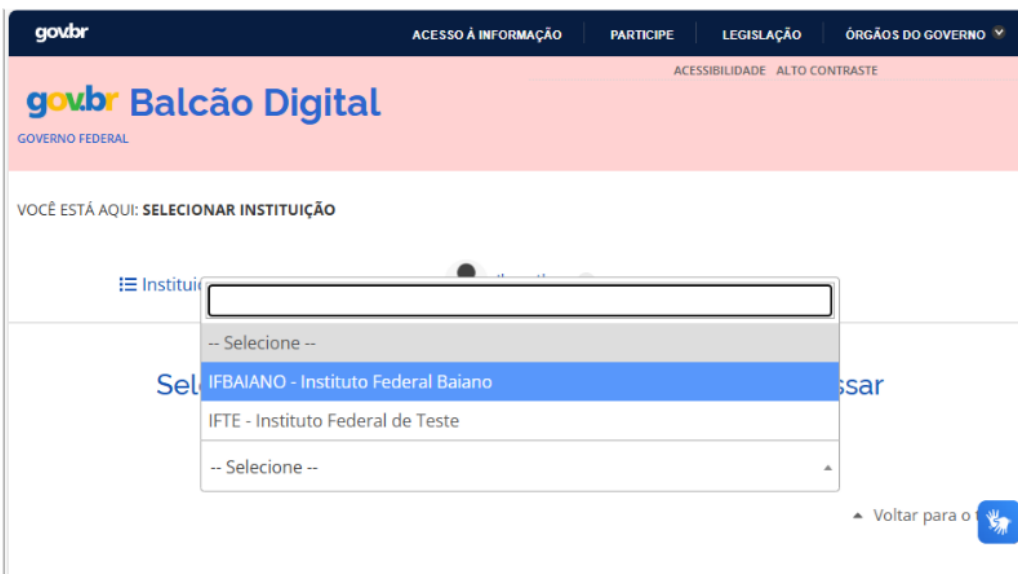 gov.br
ACESSO À INFORMAÇÃO PARTICIPE LEGISLAÇÃO ÓRGÃOS DO GOVERNO
ACESSIBILIDADE ALTO CONTRASTE
gov.br Balcão Digital
GOVERNO FEDERAL
VOCÊ ESTÁ AQUI: SELECIONAR INSTITUIÇÃO
-- Selecione --
IFBAIANO - Instituto Federal Baiano
IFTE - Instituto Federal de Teste
-- Selecione --
Voltar para o